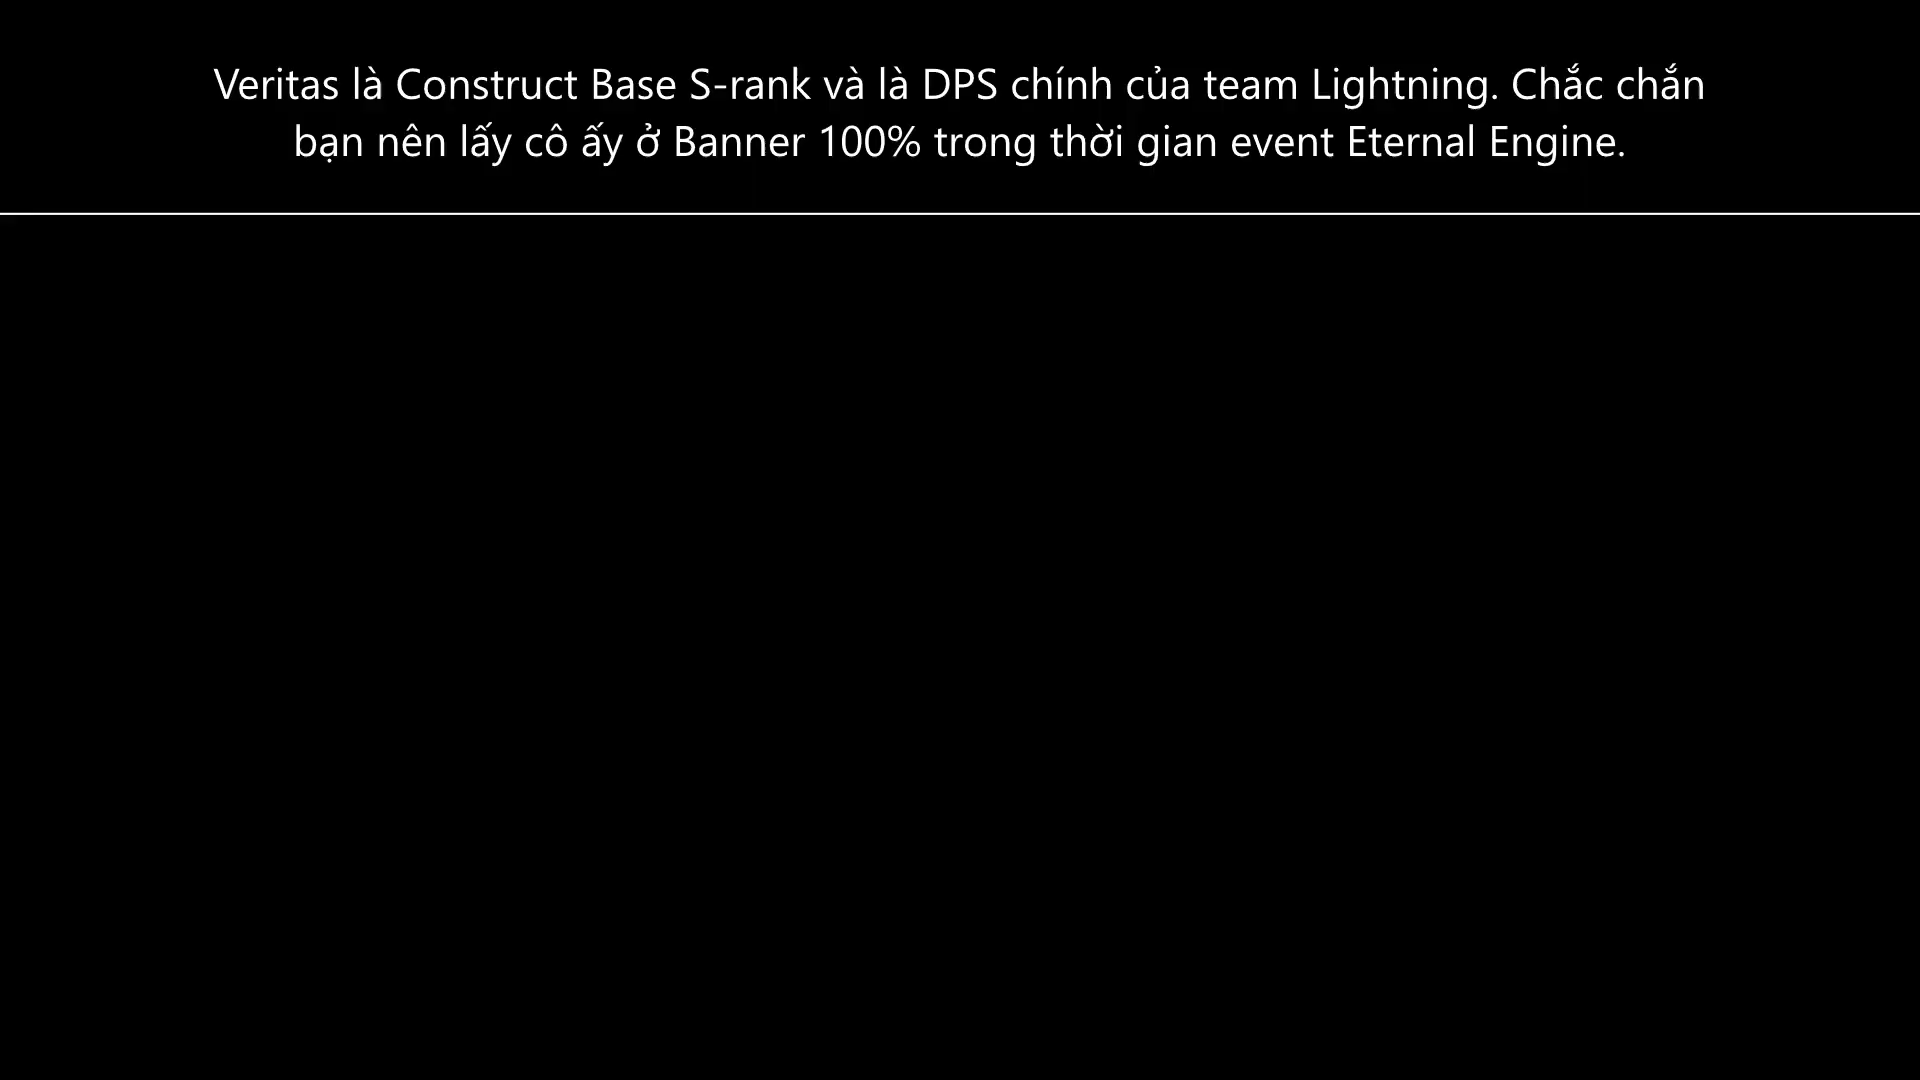 Veritas là Construct Base S-rank và là DPS chính của team Lightning. Chắc chắn
bạn nên lấy cô ấy ở Banner 100% trong thời gian event Eternal Engine.